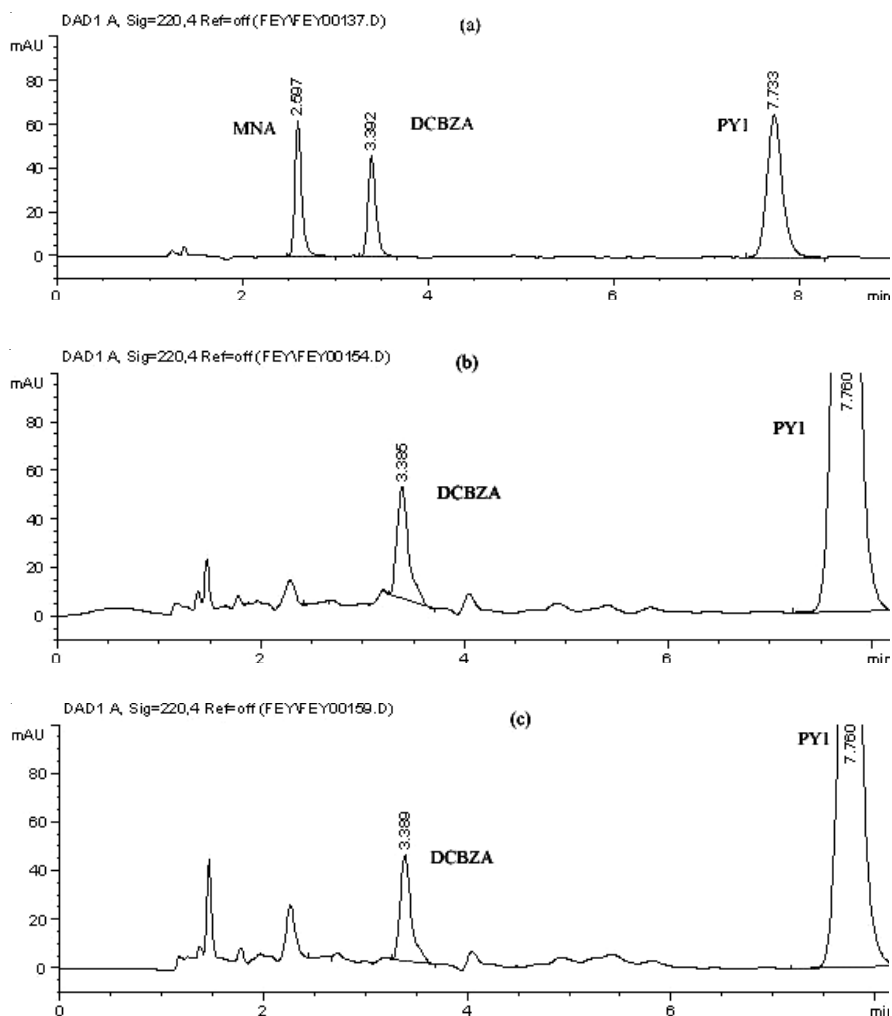 DAD1 A, Sig=220,4 Ref=off (FEY\FEY00137.D)
(a)
mAU
80
60
40
20
0
MNA
2.597
3.392
DCBZA
PY1
7.733
0
2
4
6
8
min
DAD1 A, Sig=220,4 Ref=off (FEY\FEY00154.D)
(b)
mAU
80
60
40
20
0
3.385
DCBZA
PY1
7.760
0
2
4
6
min
DAD1 A, Sig=220,4 Ref=off (FEY\FEY00159.D)
(c)
mAU
80
60
40
20
0
3.389
DCBZA
PY1
7.760
0
2
4
6
min